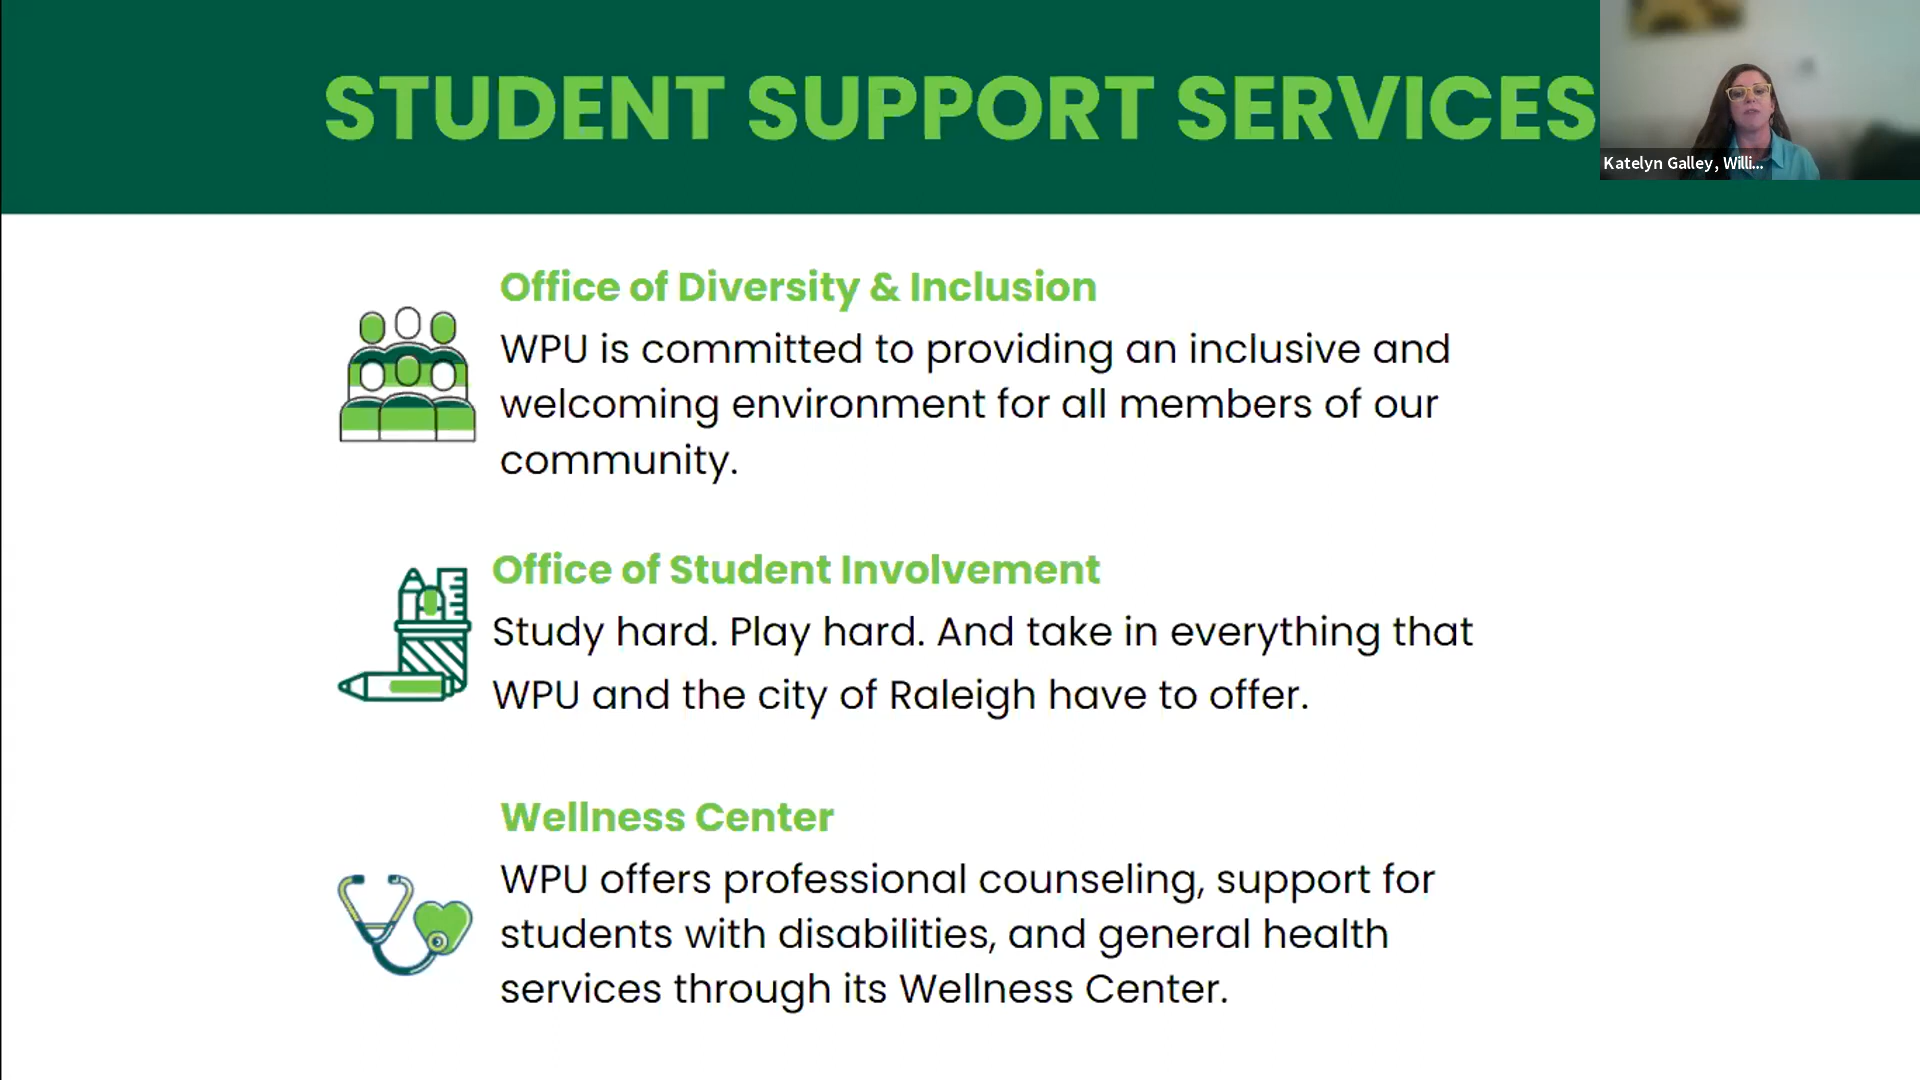 STUDENT SUPPORT SERVICES
Katelyn Galley, Willi...
Office of Diversity & Inclusion
WPU is committed to providing an inclusive and
welcoming environment for all members of our
community.
Office of Student Involvement
Study hard. Play hard. And take in everything that
WPU and the city of Raleigh have to offer.
Wellness Center
WPU offers professional counseling, support for
students with disabilities, and general health
services through its Wellness Center.